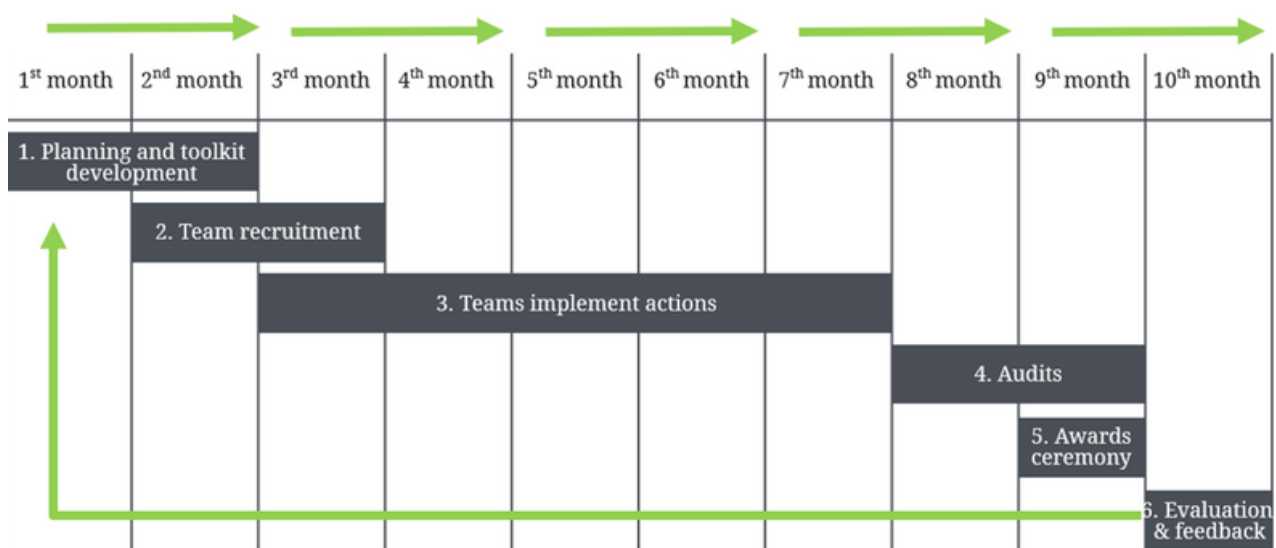 1st month 2nd month 3rd month 4th month 5th month 6th month 7th month 8th month 9th month 10th month
1. Planning and toolkit
development
2. Team recruitment
3. Teams implement actions
4. Audits
5. Awards
ceremony
6. Evaluation
& feedback